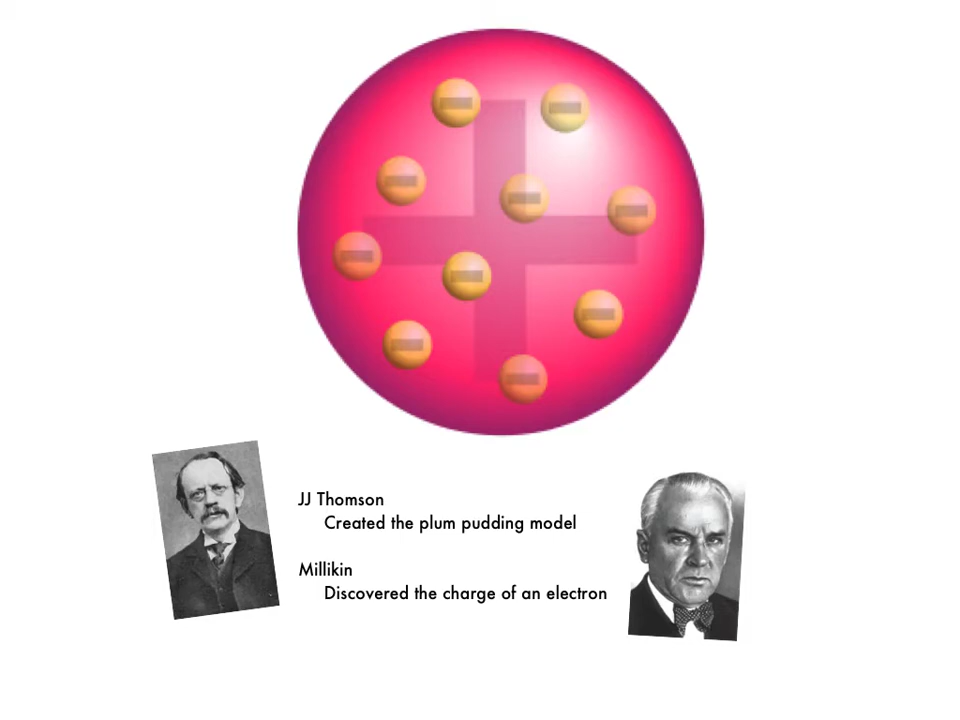 JJ Thomson
Created the plum pudding model
Millikin
Discovered the charge of an electron